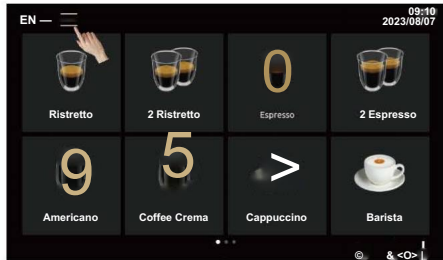 EN —
09:10
2023/08/07
0
Ristretto
2 Ristretto
Espresso
2 Espresso
9
5
>
Americano
Coffee Crema
Cappuccino
Barista
© & <O>